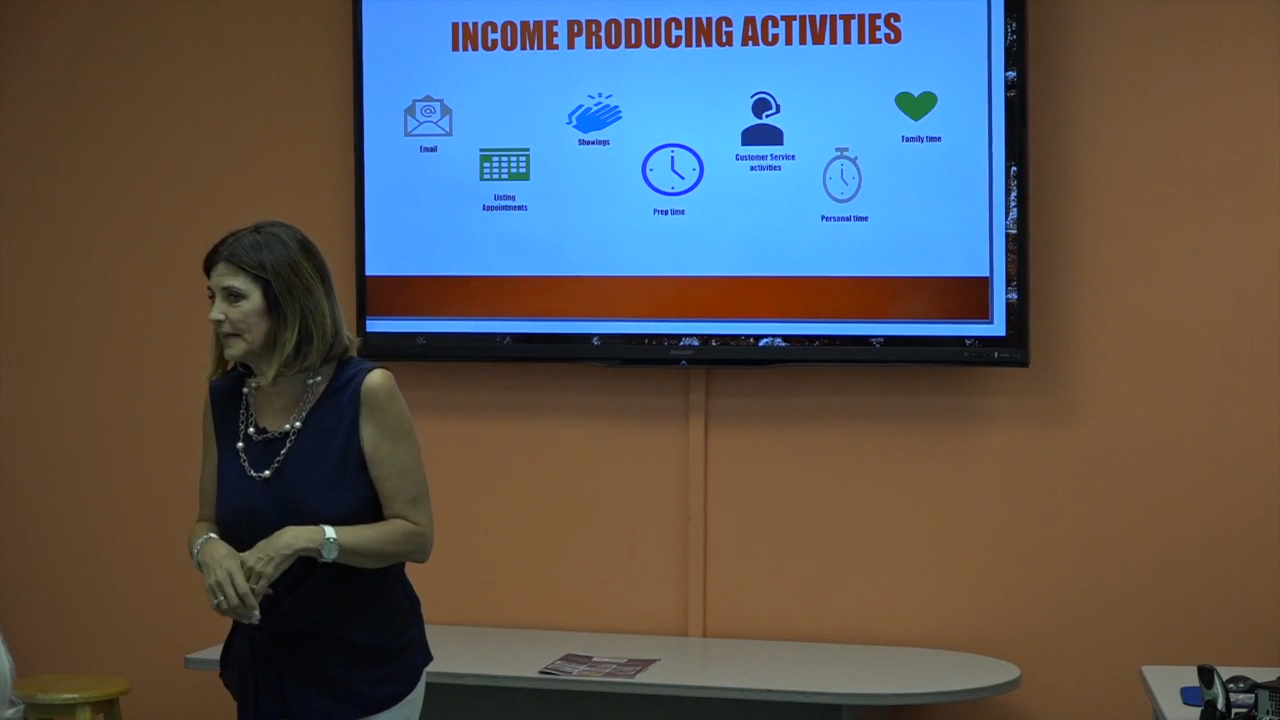 INCOME PRODUCING ACTIVITIES
@
Email
Listing
Appointments
Showings
Prep time
Customer Service
activities
Personal time
Family time